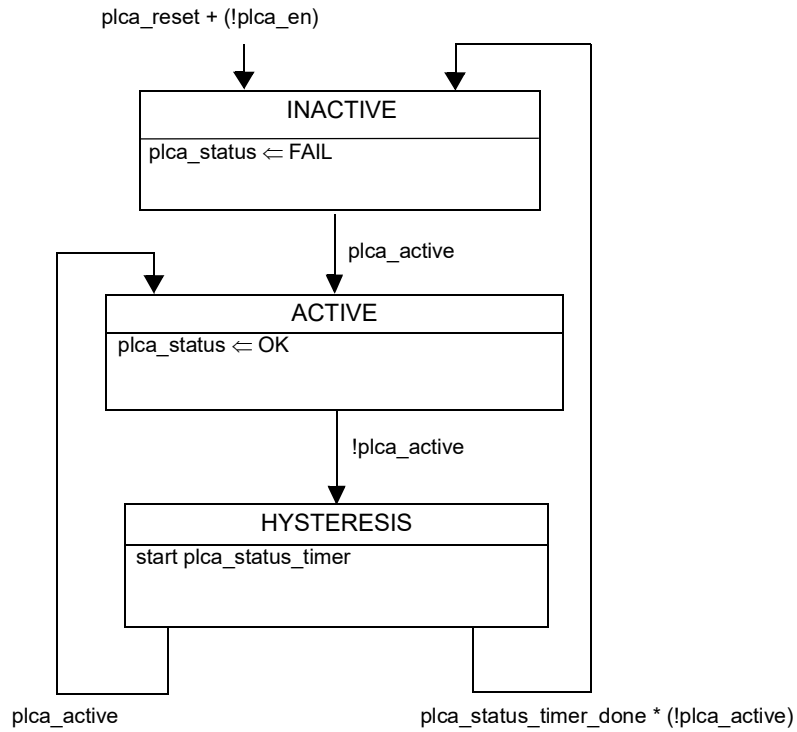 plca_reset + (!plca_en)
INACTIVE
plca_status ⇐ FAIL
plca_active
ACTIVE
plca_status ⇐ OK
!plca_active
HYSTERESIS
start plca_status_timer
plca_active
plca_status_timer_done * (!plca_active)